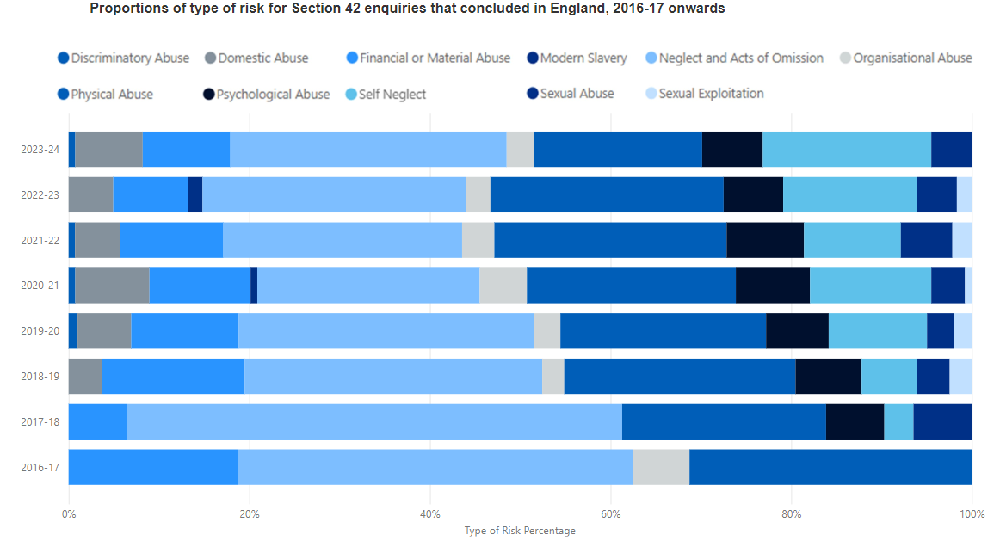 Proportions of type of risk for Section 42 enquiries that concluded in England, 2016-17 onwards
Discriminatory Abuse Domestic Abuse Financial or Material Abuse Modern Slavery Neglect and Acts of Omission Organisational Abuse
Physical Abuse Psychological Abuse Self Neglect Sexual Abuse Sexual Exploitation
2023-24
2022-23
2021-22
2020-21
2019-20
2018-19
2017-18
2016-17
0% 20% 40% 60% 80% 100%
Type of Risk Percentage